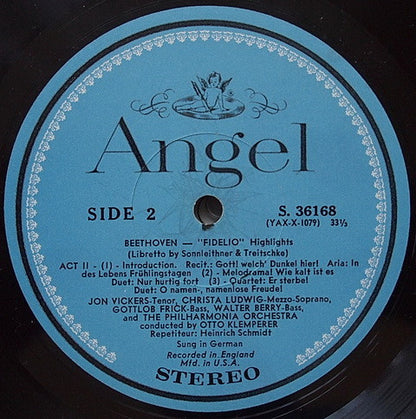 Angel
SIDE 2
S. 36168
(YAX-X-1079) 33⅓
BEETHOVEN — "FIDELIO" Highlights
(Libretto by Sonnleithner & Treitschke)
ACT II - (1) - Introduction. Recit.: Gott! welch' Dunkel hier! Aria: In
des Lebens Frühlingstagen (2) - Melodrama! Wie kalt ist es
Duet: Nur hurtig fort (3) - Quartet: Er sterbe!
Duet: O namen-, namenlose Freude!
JON VICKERS-Tenor, CHRISTA LUDWIG-Mezzo-Soprano,
GOTTLOB FRICK-Bass, WALTER BERRY-Bass,
and THE PHILHARMONIA ORCHESTRA
conducted by OTTO KLEMPERER
Repetiteur: Heinrich Schmidt
Sung in German
Recorded in England
Mfd. in U.S.A.
STEREO